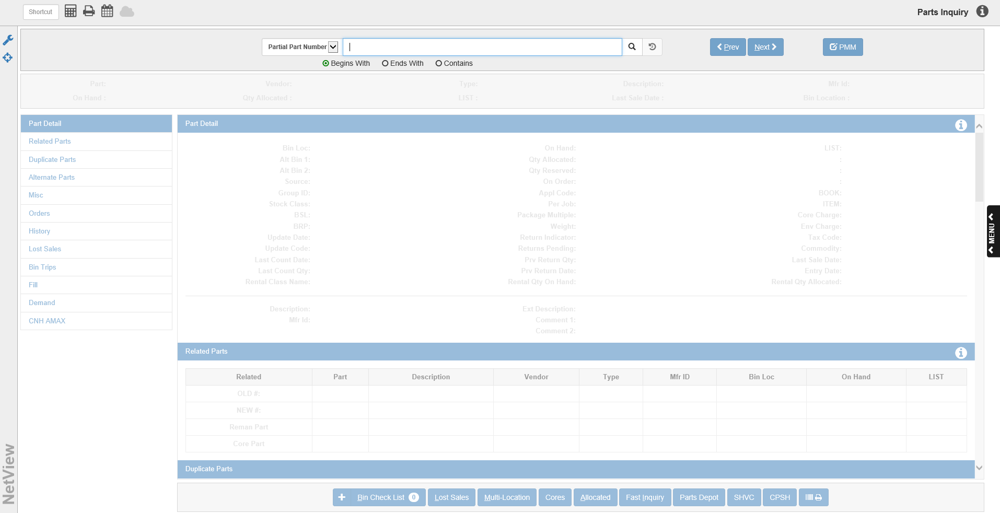 Shortcut
Parts Inquiry
Partial Part Number
Prev
Next
PMM
Begins With
Ends With
Contains
Part:
Vendor:
Type:
Description:
Mfr Id:
On Hand :
Qty Allocated :
LIST :
Last Sale Date :
Bin Location :
Part Detail
Related Parts
Duplicate Parts
Alternate Parts
Misc
Orders
History
Lost Sales
Bin Trips
Fill
Demand
CNH AMAX
NetView
Part Detail
Bin Loc:
On Hand:
LIST:
Alt Bin 1:
Qty Allocated:
:
Alt Bin 2:
Qty Reserved:
:
Source:
On Order:
:
Group ID:
Appl Code:
BOOK:
Stock Class:
Per Job:
ITEM:
BSL:
Package Multiple:
Core Charge:
BRP:
Weight:
Env Charge:
Update Date:
Return Indicator:
Tax Code:
Update Code:
Returns Pending:
Commodity:
Last Count Date:
Prv Return Qty:
Last Sale Date:
Last Count Qty:
Prv Return Date:
Entry Date:
Rental Class Name:
Rental Qty On Hand:
Rental Qty Allocated:
Description:
Ext Description:
Mfr Id:
Comment 1:
Comment 2:
MENU
Related Parts
Related Part Description Vendor Type Mfr ID Bin Loc On Hand LIST
OLD #:
NEW #:
Reman Part
Core Part
Duplicate Parts
Bin Check List 0
Lost Sales
Multi-Location
Cores
Allocated
Fast Inquiry
Parts Depot
SHVC
CPSH